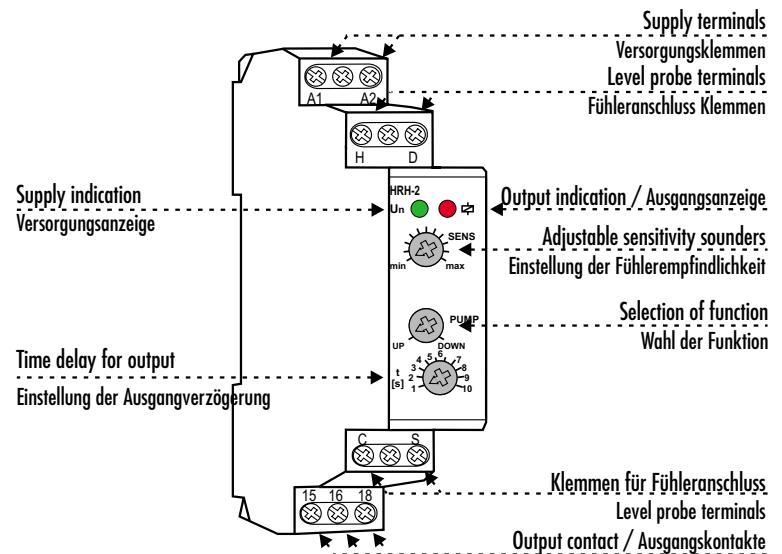 Supply terminals
Versorgungsklemmen
Level probe terminals
Fühleranschluss Klemmen
A1 A2
H D
HRH-2
Un
Supply indication
Versorgungsanzeige
Output indication / Ausgangsanzeige
SENS
min max
Adjustable sensitivity sounders
Einstellung der Fühlerempfindlichkeit
PUMP
UP DOWN
Selection of function
Wahl der Funktion
Time delay for output
Einstellung der Ausgangverzögerung
t
[s]
1 2 3 4 5 6 7 8 9 10
C S
15 16 18
Klemmen für Fühleranschluss
Level probe terminals
Output contact / Ausgangskontakte